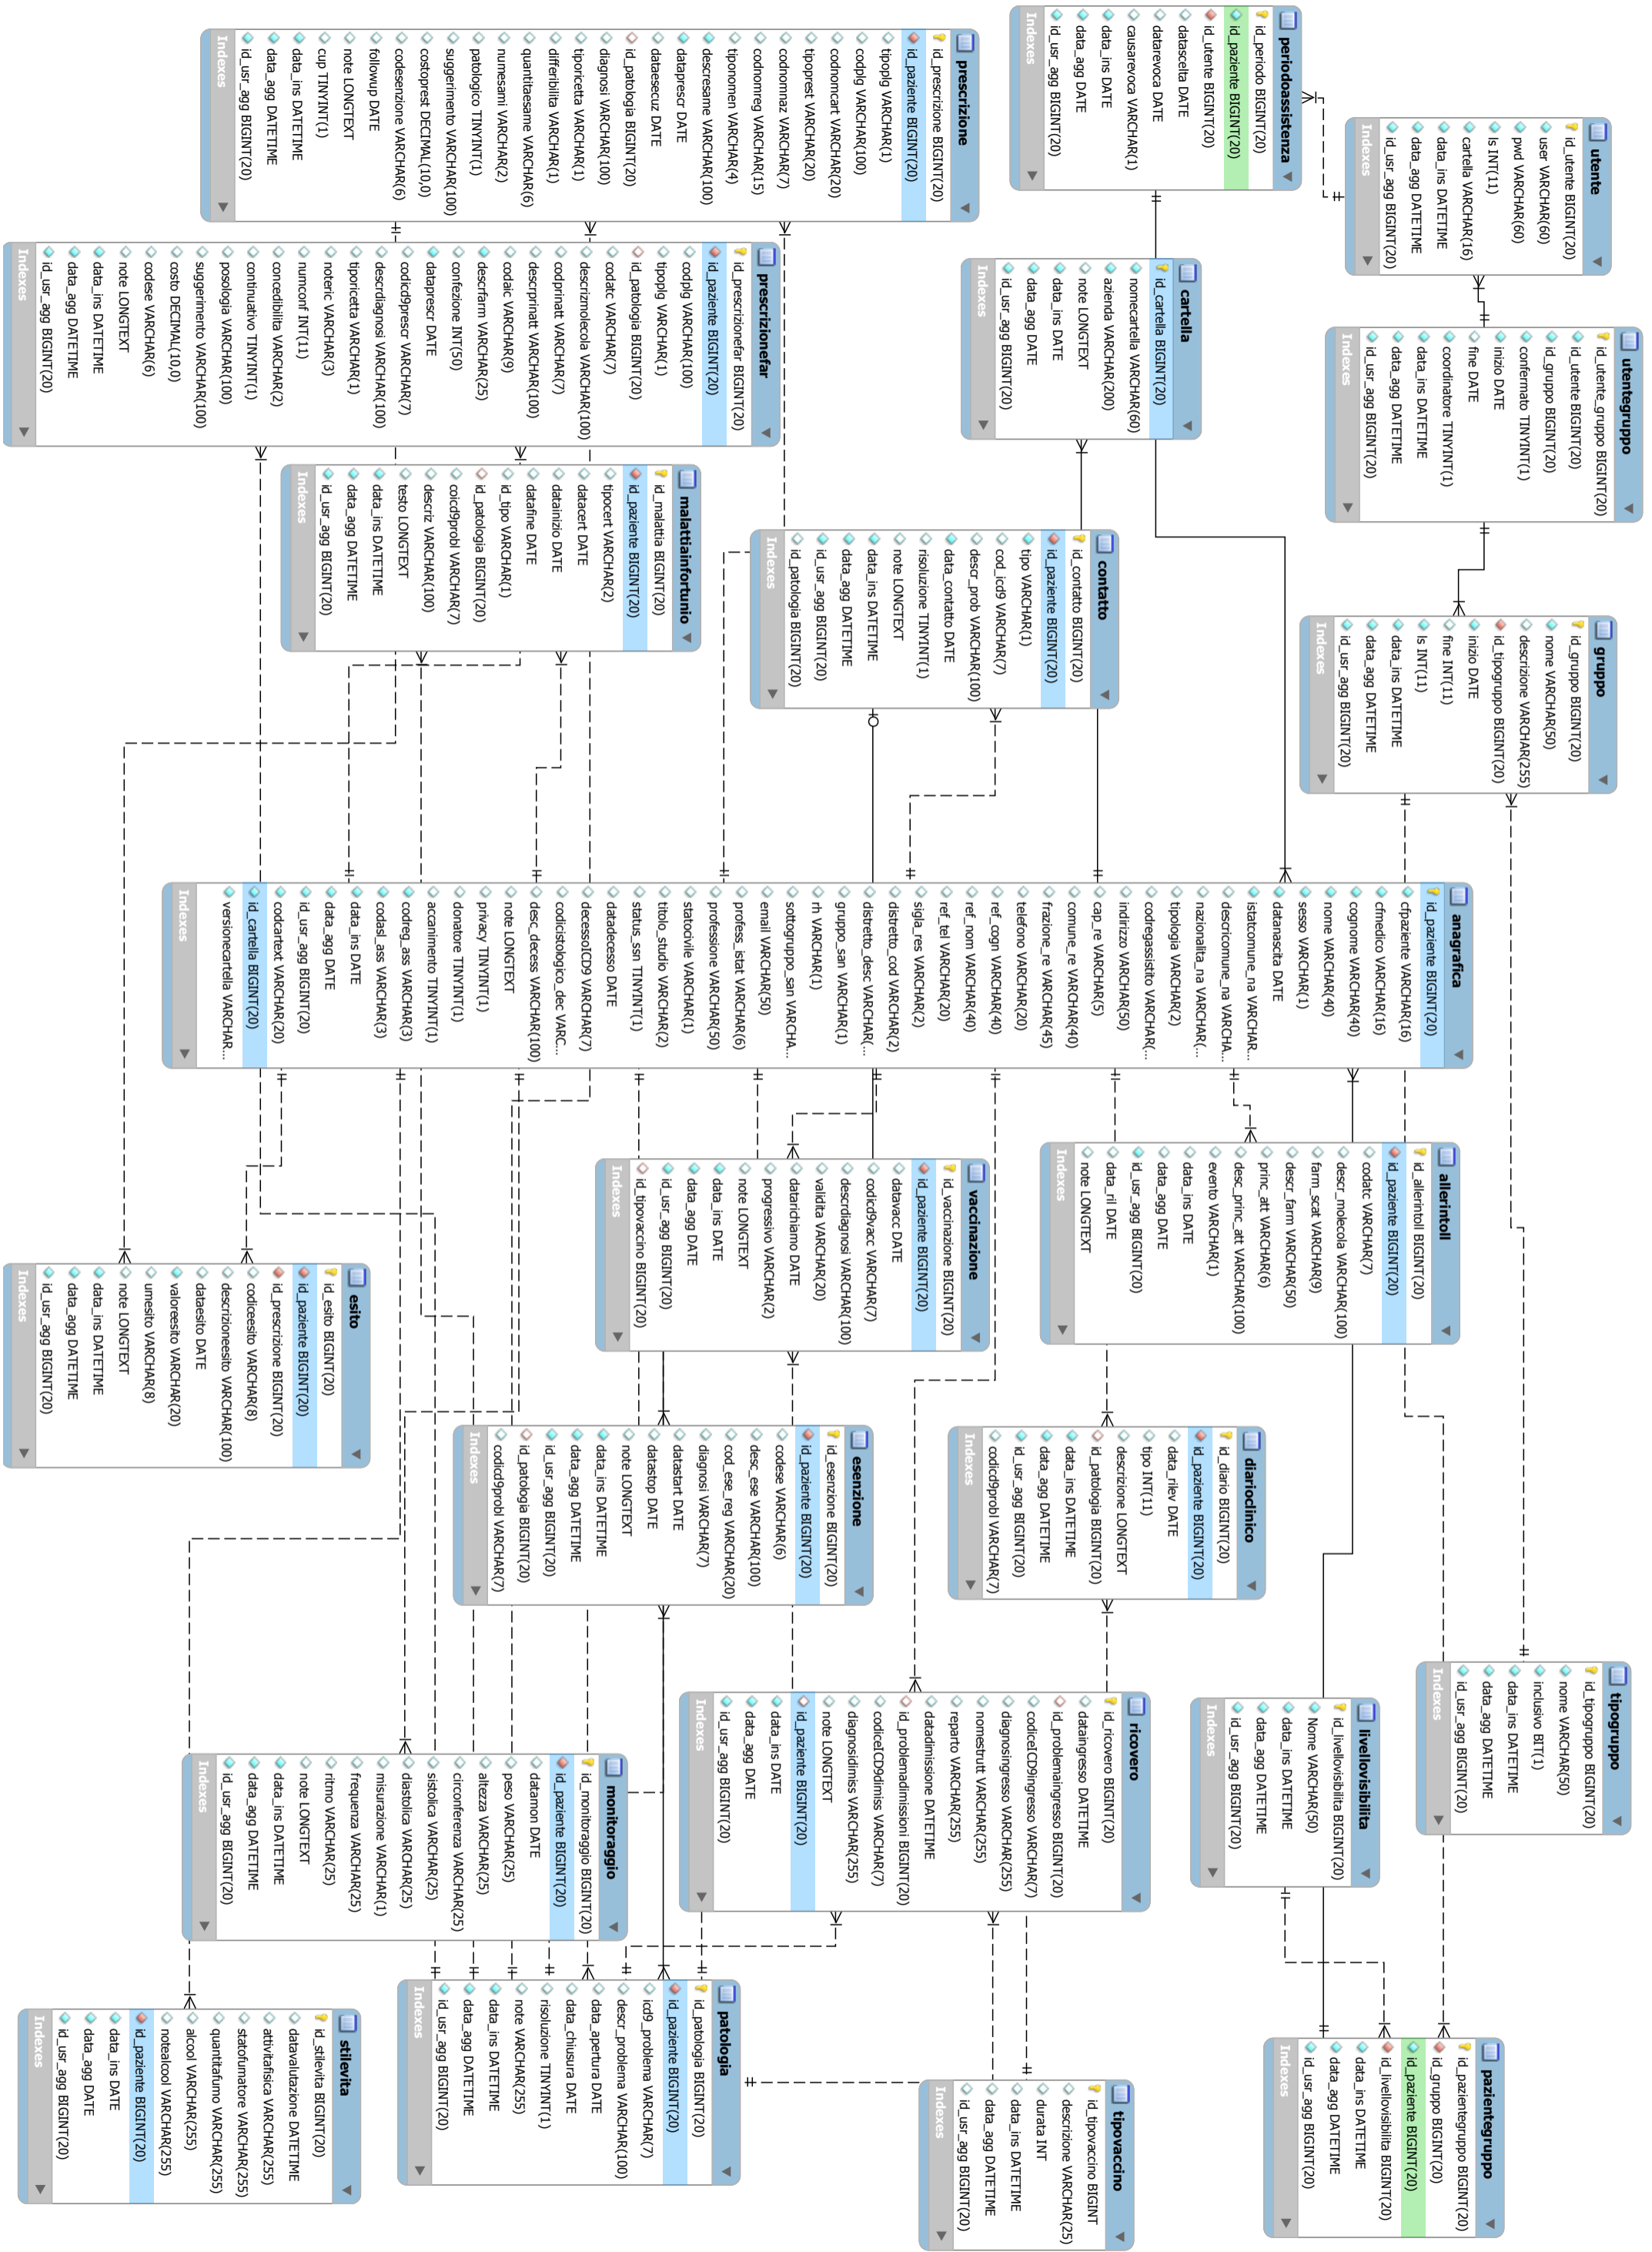 utente
id_utente BIGINT(20)
user VARCHAR(60)
pwd VARCHAR(60)
ls INT(11)
cartella VARCHAR(16)
data_ins DATETIME
data_agg DATETIME
id_usr_agg BIGINT(20)
Indexes
utentegruppo
id_utente_gruppo BIGINT(20)
id_utente BIGINT(20)
id_gruppo BIGINT(20)
confermato TINYINT(1)
inizio DATE
fine DATE
coordinatore TINYINT(1)
data_ins DATETIME
data_agg DATETIME
id_usr_agg BIGINT(20)
Indexes
gruppo
id_gruppo BIGINT(20)
nome VARCHAR(50)
descrizione VARCHAR(255)
id_tipogruppo BIGINT(20)
inizio DATE
fine INT(11)
ls INT(11)
data_ins DATETIME
data_agg DATETIME
id_usr_agg BIGINT(20)
Indexes
tipogruppo
id_tipogruppo BIGINT(20)
nome VARCHAR(50)
inclusivo BIT(1)
data_ins DATETIME
data_agg DATETIME
id_usr_agg BIGINT(20)
Indexes
pazientegruppo
id_pazientegruppo BIGINT(20)
id_gruppo BIGINT(20)
id_paziente BIGINT(20)
id_livellovisibilita BIGINT(20)
data_ins DATETIME
data_agg DATETIME
id_usr_agg BIGINT(20)
Indexes
periodoassistenza
id_periodo BIGINT(20)
id_paziente BIGINT(20)
id_utente BIGINT(20)
datascelta DATE
datarevoca DATE
causarevoca VARCHAR(1)
data_ins DATE
data_agg DATE
id_usr_agg BIGINT(20)
Indexes
cartella
id_cartella BIGINT(20)
nomecartella VARCHAR(60)
azienda VARCHAR(200)
note LONGTEXT
data_ins DATE
data_agg DATE
id_usr_agg BIGINT(20)
Indexes
anagrafica
id_paziente BIGINT(20)
cfpaziente VARCHAR(16)
cfmedico VARCHAR(16)
cognome VARCHAR(40)
nome VARCHAR(40)
sesso VARCHAR(1)
datanascita DATE
istatcomune_na VARCHAR...
descricomune_na VARCHA...
nazionalita_na VARCHAR(...
tipologia VARCHAR(2)
codregassistito VARCHAR(...
indirizzo VARCHAR(50)
cap_re VARCHAR(5)
comune_re VARCHAR(40)
frazione_re VARCHAR(45)
telefono VARCHAR(20)
ref_cogn VARCHAR(40)
ref_nom VARCHAR(40)
ref_tel VARCHAR(20)
sigla_res VARCHAR(2)
distretto_cod VARCHAR(2)
distretto_desc VARCHAR(...
gruppo_san VARCHAR(1)
rh VARCHAR(1)
sottogruppo_san VARCHA...
email VARCHAR(50)
profess_istat VARCHAR(6)
professione VARCHAR(50)
statocivile VARCHAR(1)
titolo_studio VARCHAR(2)
status_ssn TINYINT(1)
datadecesso DATE
decessoICD9 VARCHAR(7)
codicistologico_dec VARC...
desc_decess VARCHAR(100)
note LONGTEXT
privacy TINYINT(1)
donatore TINYINT(1)
accanimento TINYINT(1)
codreg_ass VARCHAR(3)
codasl_ass VARCHAR(3)
data_ins DATE
data_agg DATE
id_usr_agg BIGINT(20)
codcantext VARCHAR(20)
id_cartella BIGINT(20)
versionecartella VARCHAR...
Indexes
allerintoll
id_allerintoll BIGINT(20)
id_paziente BIGINT(20)
codatc VARCHAR(7)
descr_molecola VARCHAR(100)
farm_scat VARCHAR(9)
descr_farm VARCHAR(50)
princ_att VARCHAR(6)
desc_princ_att VARCHAR(100)
evento VARCHAR(1)
data_ins DATE
data_agg DATE
id_usr_agg BIGINT(20)
data_ril DATE
note LONGTEXT
Indexes
livellovisibilita
id_livellovisibilita BIGINT(20)
Nome VARCHAR(50)
data_ins DATETIME
data_agg DATETIME
id_usr_agg BIGINT(20)
Indexes
diarioclinico
id_diario BIGINT(20)
id_paziente BIGINT(20)
data_rilev DATE
tipo INT(11)
descrizione LONGTEXT
id_patologia BIGINT(20)
data_ins DATETIME
data_agg DATETIME
id_usr_agg BIGINT(20)
codicd9probl VARCHAR(7)
Indexes
ricovero
id_ricovero BIGINT(20)
dataingresso DATETIME
id_problemaingresso BIGINT(20)
codiceICD9ingresso VARCHAR(7)
diagnosingresso VARCHAR(255)
nomestrutt VARCHAR(255)
reparto VARCHAR(255)
datadimissione DATETIME
id_problemadimissioni BIGINT(20)
codiceICD9dimiss VARCHAR(7)
diagnosidimiss VARCHAR(255)
note LONGTEXT
id_paziente BIGINT(20)
data_ins DATE
data_agg DATE
id_usr_agg BIGINT(20)
Indexes
tipovaccino
id_tipovaccino BIGINT
descrizione VARCHAR(25)
durata INT
data_ins DATETIME
data_agg DATETIME
id_usr_agg BIGINT(20)
Indexes
contatto
id_contatto BIGINT(20)
id_paziente BIGINT(20)
tipo VARCHAR(1)
cod_icd9 VARCHAR(7)
descr_prob VARCHAR(100)
data_contatto DATE
risoluzione TINYINT(1)
note LONGTEXT
data_ins DATETIME
data_agg DATETIME
id_usr_agg BIGINT(20)
id_patologia BIGINT(20)
Indexes
vaccinazione
id_vaccinazione BIGINT(20)
id_paziente BIGINT(20)
datavacc DATE
codicd9vacc VARCHAR(7)
descrdiagnosi VARCHAR(100)
validita VARCHAR(20)
datarichiamo DATE
progressivo VARCHAR(2)
note LONGTEXT
data_ins DATE
data_agg DATE
id_usr_agg BIGINT(20)
id_tipovaccino BIGINT(20)
Indexes
prescrizione
id_prescrizione BIGINT(20)
id_paziente BIGINT(20)
tipoplg VARCHAR(1)
codplg VARCHAR(100)
codnomcart VARCHAR(20)
tipoprest VARCHAR(20)
codnomnaz VARCHAR(7)
codnomreg VARCHAR(15)
tiponomen VARCHAR(4)
descresame VARCHAR(100)
dataprescr DATE
dataesecuz DATE
id_patologia BIGINT(20)
diagnosi VARCHAR(100)
tiporicetta VARCHAR(1)
differibilita VARCHAR(1)
quantitaesame VARCHAR(6)
numesami VARCHAR(2)
patologico TINYINT(1)
suggerimento VARCHAR(100)
costoprest DECIMAL(10,0)
codesenzione VARCHAR(6)
followup DATE
note LONGTEXT
cup TINYINT(1)
data_ins DATETIME
data_agg DATETIME
id_usr_agg BIGINT(20)
Indexes
prescrizionefar
id_prescrizionefar BIGINT(20)
id_paziente BIGINT(20)
codplg VARCHAR(100)
tipoplg VARCHAR(1)
id_patologia BIGINT(20)
codatc VARCHAR(7)
descrizmolecola VARCHAR(100)
codprinatt VARCHAR(7)
descrprinatt VARCHAR(100)
codaic VARCHAR(9)
descrfarm VARCHAR(25)
confezione INT(50)
dataprescr DATE
codicd9prescr VARCHAR(7)
descrdiagnosi VARCHAR(100)
tiporicetta VARCHAR(1)
noteric VARCHAR(3)
numconf INT(11)
concedibilita VARCHAR(2)
continuativo TINYINT(1)
posologia VARCHAR(100)
suggerimento VARCHAR(100)
costo DECIMAL(10,0)
codese VARCHAR(6)
note LONGTEXT
data_ins DATETIME
data_agg DATETIME
id_usr_agg BIGINT(20)
Indexes
malattiainfortunio
id_malattia BIGINT(20)
id_paziente BIGINT(20)
tipocert VARCHAR(2)
datacert DATE
datainizio DATE
datafine DATE
id_tipo VARCHAR(1)
id_patologia BIGINT(20)
coicd9probl VARCHAR(7)
descriz VARCHAR(100)
testo LONGTEXT
data_ins DATETIME
data_agg DATETIME
id_usr_agg BIGINT(20)
Indexes
esenzione
id_esenzione BIGINT(20)
id_paziente BIGINT(20)
codese VARCHAR(6)
desc_ese VARCHAR(100)
cod_ese_reg VARCHAR(20)
diagnosi VARCHAR(7)
datastart DATE
datastop DATE
note LONGTEXT
data_ins DATETIME
data_agg DATETIME
id_usr_agg BIGINT(20)
id_patologia BIGINT(20)
codicd9probl VARCHAR(7)
Indexes
patologia
id_patologia BIGINT(20)
id_paziente BIGINT(20)
icd9_problema VARCHAR(7)
descr_problema VARCHAR(100)
data_apertura DATE
data_chiusura DATE
risoluzione TINYINT(1)
note VARCHAR(255)
data_ins DATETIME
data_agg DATETIME
id_usr_agg BIGINT(20)
Indexes
monitoraggio
id_monitoraggio BIGINT(20)
id_paziente BIGINT(20)
datamon DATE
peso VARCHAR(25)
altezza VARCHAR(25)
circonferenza VARCHAR(25)
sistolica VARCHAR(25)
diastolica VARCHAR(25)
misurazione VARCHAR(1)
frequenza VARCHAR(25)
ritmo VARCHAR(25)
note LONGTEXT
data_ins DATETIME
data_agg DATETIME
id_usr_agg BIGINT(20)
Indexes
esito
id_esito BIGINT(20)
id_paziente BIGINT(20)
id_prescrizione BIGINT(20)
codiceesito VARCHAR(8)
descrizioneesito VARCHAR(100)
dataesito DATE
valoreesito VARCHAR(20)
umesito VARCHAR(8)
note LONGTEXT
data_ins DATETIME
data_agg DATETIME
id_usr_agg BIGINT(20)
Indexes
stilevita
id_stilevita BIGINT(20)
datavalutazione DATETIME
attivitafisica VARCHAR(255)
statofumatore VARCHAR(255)
quantitafumo VARCHAR(255)
alcool VARCHAR(255)
notealcool VARCHAR(255)
id_paziente BIGINT(20)
data_ins DATE
data_agg DATE
id_usr_agg BIGINT(20)
Indexes